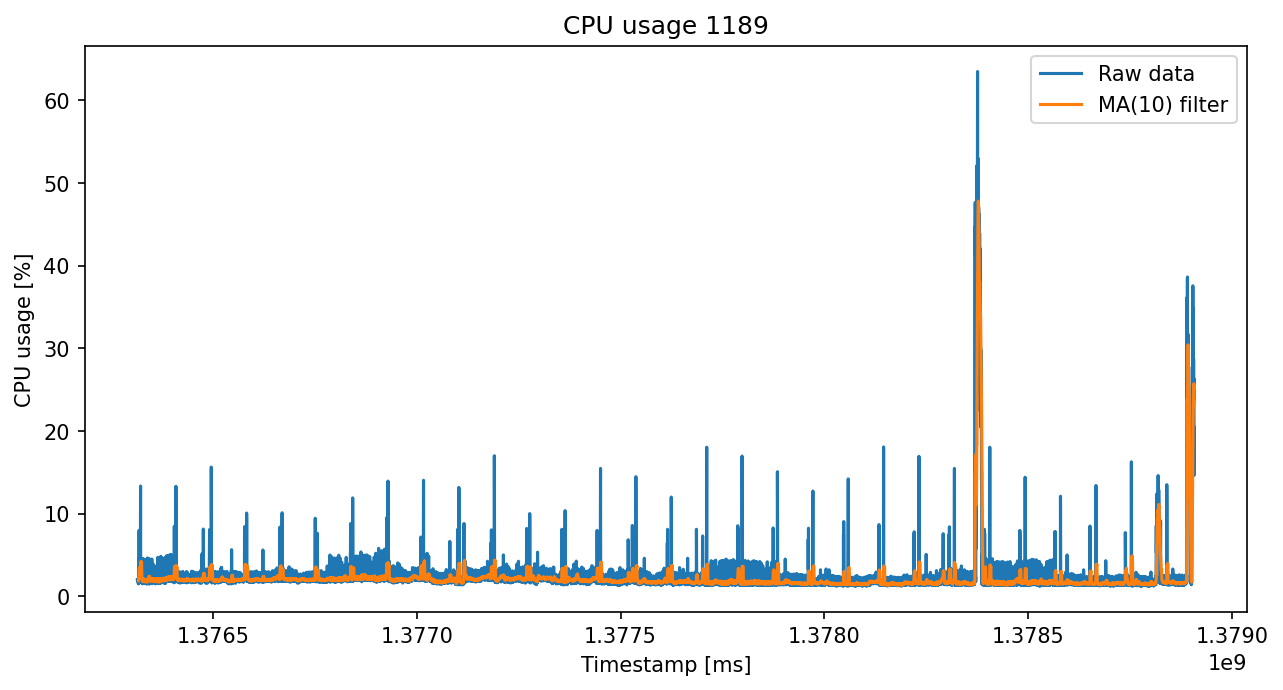 CPU usage 1189
Raw data
MA(10) filter
CPU usage [%]
60
50
40
30
20
10
0
1.3765 1.3770 1.3775 1.3780 1.3785 1.3790
1e9
Timestamp [ms]